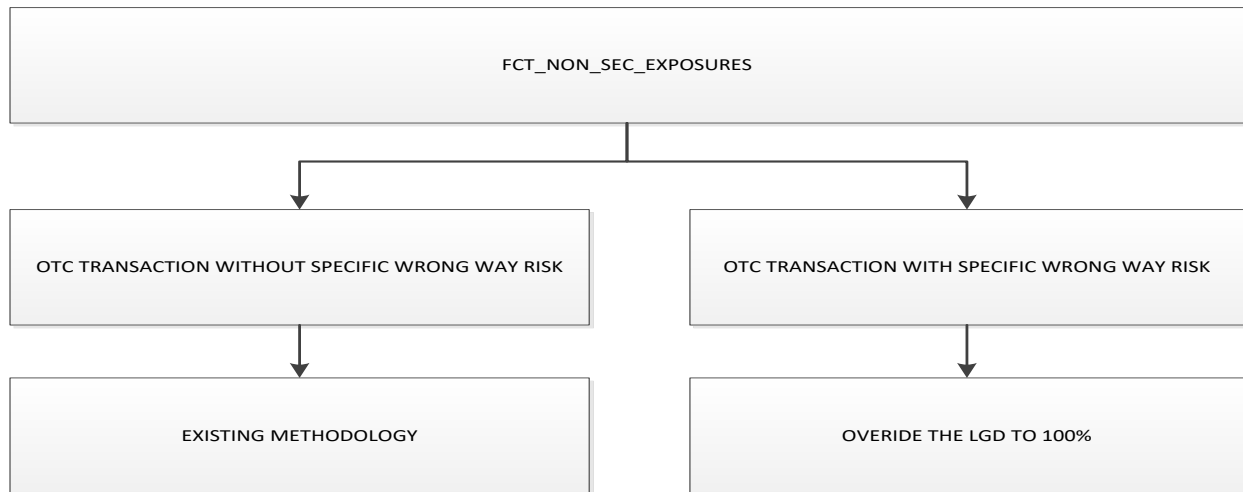 FCT_NON_SEC_EXPOSURES
OTC TRANSACTION WITHOUT SPECIFIC WRONG WAY RISK
OTC TRANSACTION WITH SPECIFIC WRONG WAY RISK
EXISTING METHODOLOGY
OVERIDE THE LGD TO 100%